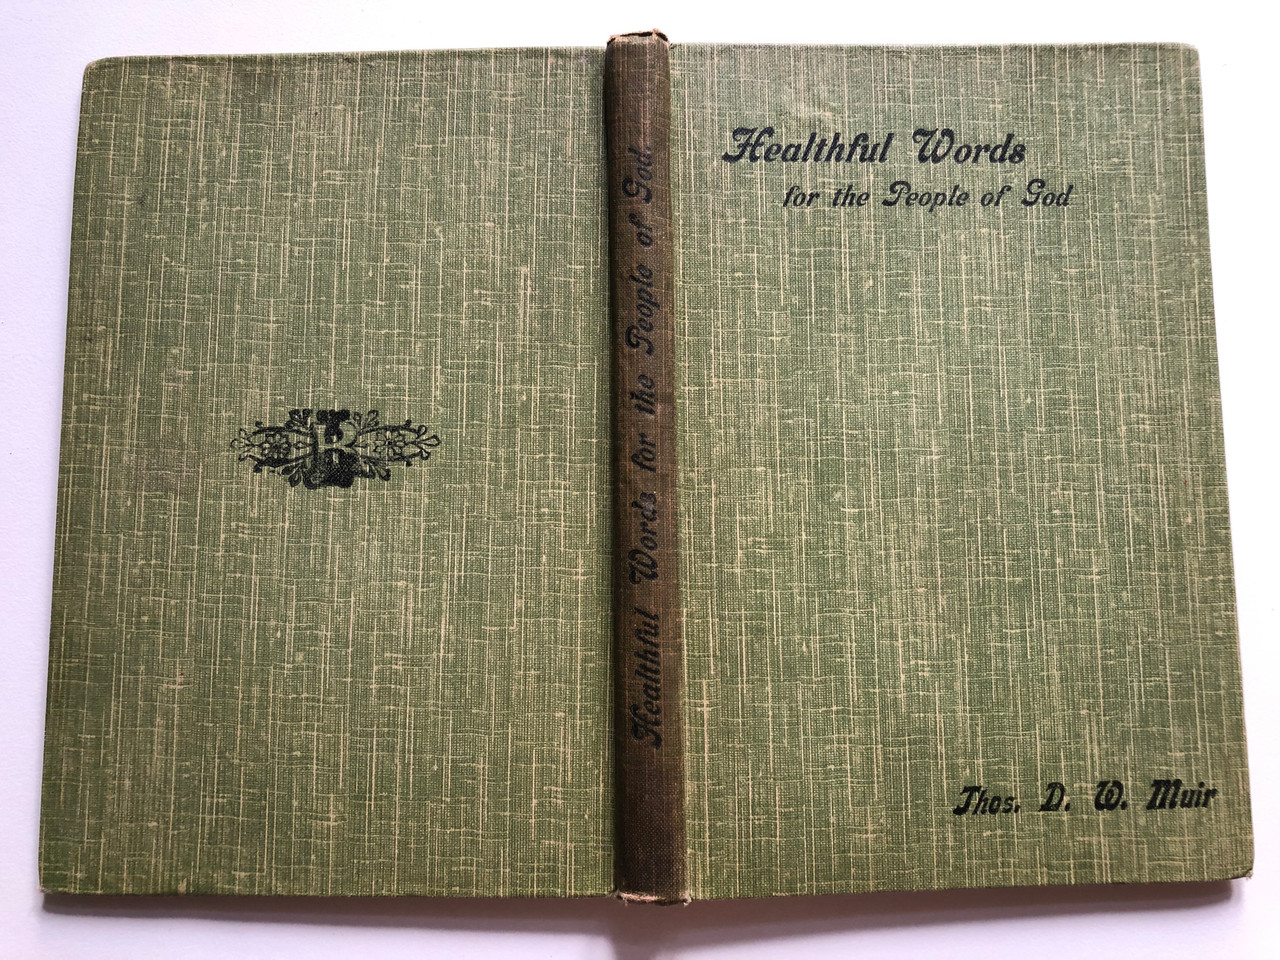 Healthful Words
for the People of God
Thos. D. W. Muir
Healthful Words for the People of God.